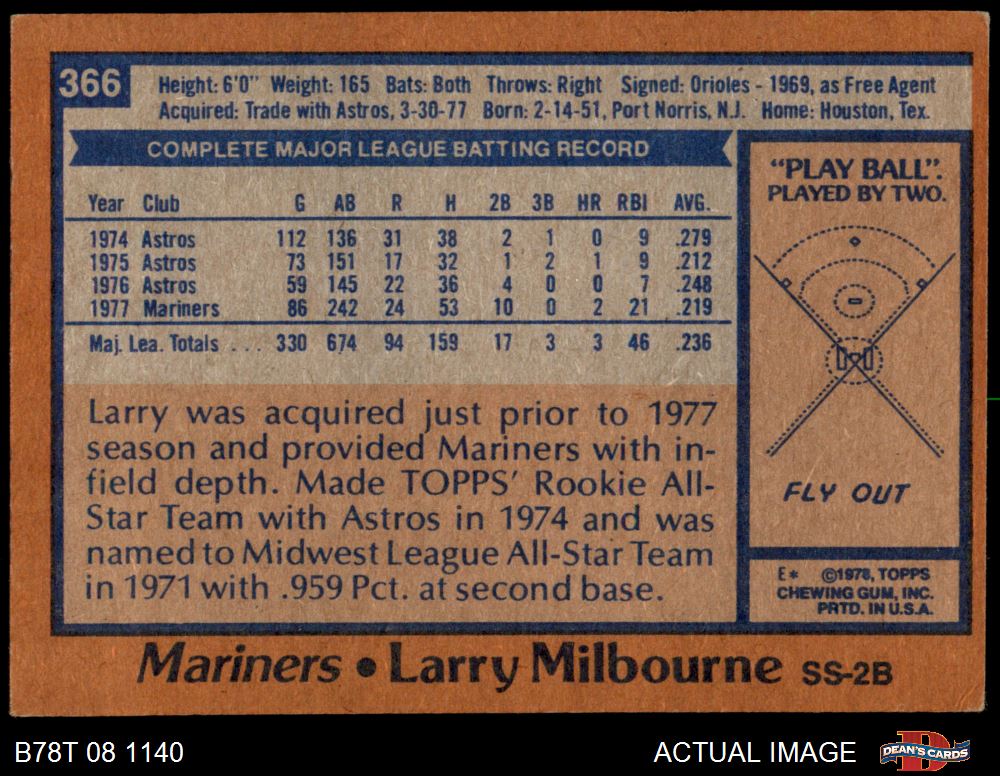 366
Height: 6'0" Weight: 165 Bats: Both Throws: Right Signed: Orioles - 1969, as Free Agent
Acquired: Trade with Astros, 3-30-77 Born: 2-14-51, Port Norris, N.J. Home: Houston, Tex.
COMPLETE MAJOR LEAGUE BATTING RECORD
Year Club G AB R H 2B 3B HR RBI AVG.
1974 Astros 112 136 31 38 2 1 0 9 .279
1975 Astros 73 151 17 32 1 2 1 9 .212
1976 Astros 59 145 22 36 4 0 0 7 .248
1977 Mariners 86 242 24 53 10 0 2 21 .219
Maj. Lea. Totals ... 330 674 94 159 17 3 3 46 .236
Larry was acquired just prior to 1977
season and provided Mariners with in-
field depth. Made TOPPS' Rookie All-
Star Team with Astros in 1974 and was
named to Midwest League All-Star Team
in 1971 with .959 Pct. at second base.
"PLAY BALL".
PLAYED BY TWO.
FLY OUT
E* ©1978, TOPPS
CHEWING GUM, INC.
PRTD. IN U.S.A.
Mariners • Larry Milbourne SS-2B
B78T 08 1140
ACTUAL IMAGE
DEAN'S CARDS